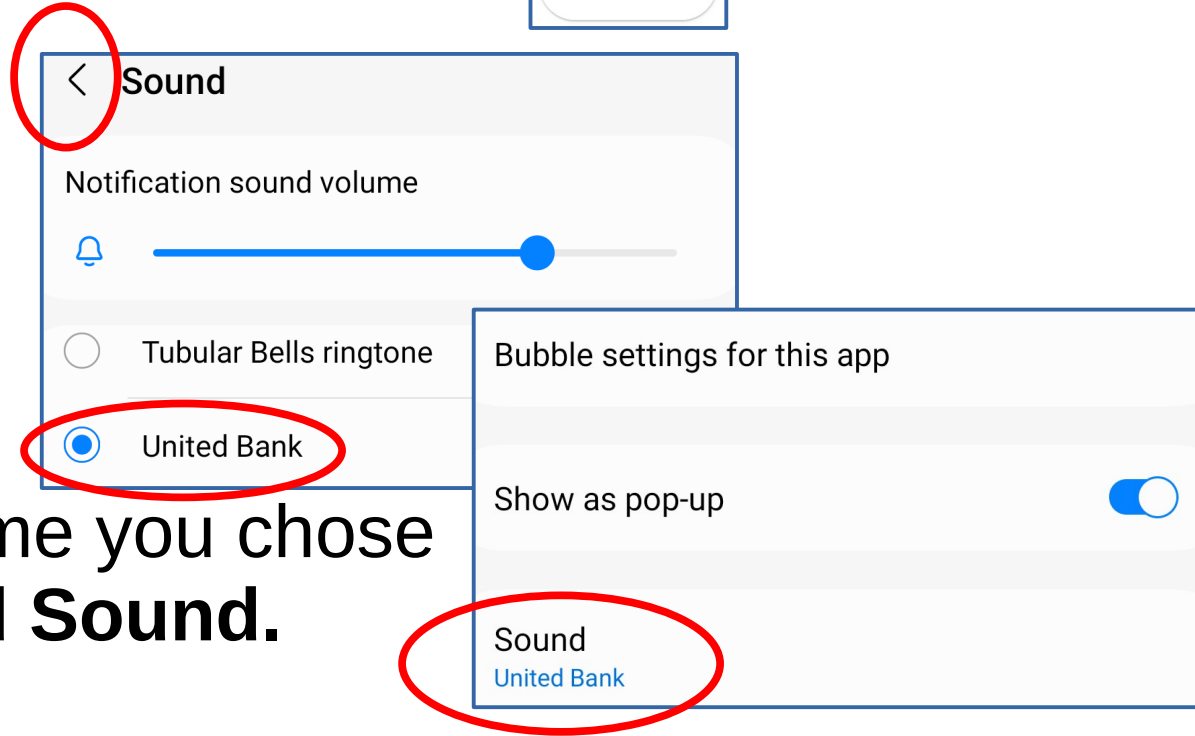 Sound
Notification sound volume
Tubular Bells ringtone
United Bank
Bubble settings for this app
Show as pop-up
Sound
United Bank
you chose
Sound.